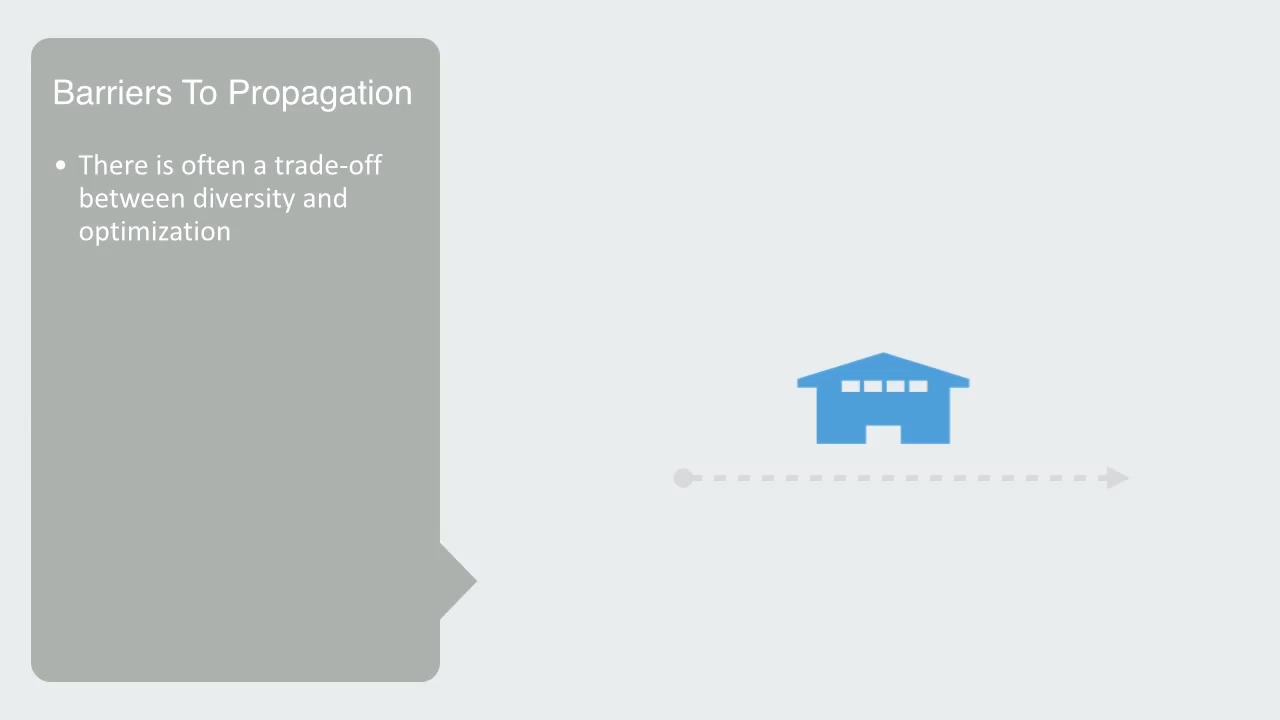 Barriers To Propagation
• There is often a trade-off
between diversity and
optimization